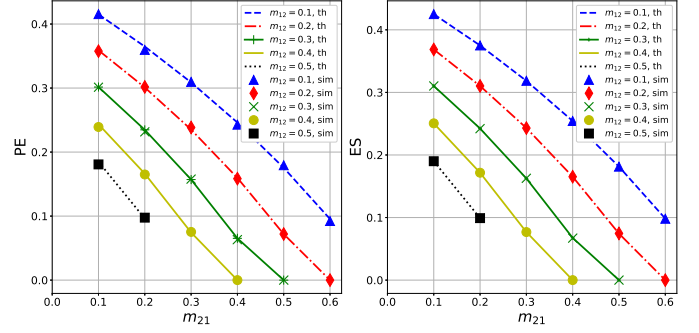 PE
0.4
0.3
0.2
0.1
0.0
0.0 0.1 0.2 0.3 0.4 0.5 0.6
m₂₁
m₁₂ = 0.1, th
m₁₂ = 0.2, th
m₁₂ = 0.3, th
m₁₂ = 0.4, th
m₁₂ = 0.5, th
m₁₂ = 0.1, sim
m₁₂ = 0.2, sim
m₁₂ = 0.3, sim
m₁₂ = 0.4, sim
m₁₂ = 0.5, sim
ES
0.4
0.3
0.2
0.1
0.0
0.0 0.1 0.2 0.3 0.4 0.5 0.6
m₂₁
m₁₂ = 0.1, th
m₁₂ = 0.2, th
m₁₂ = 0.3, th
m₁₂ = 0.4, th
m₁₂ = 0.5, th
m₁₂ = 0.1, sim
m₁₂ = 0.2, sim
m₁₂ = 0.3, sim
m₁₂ = 0.4, sim
m₁₂ = 0.5, sim